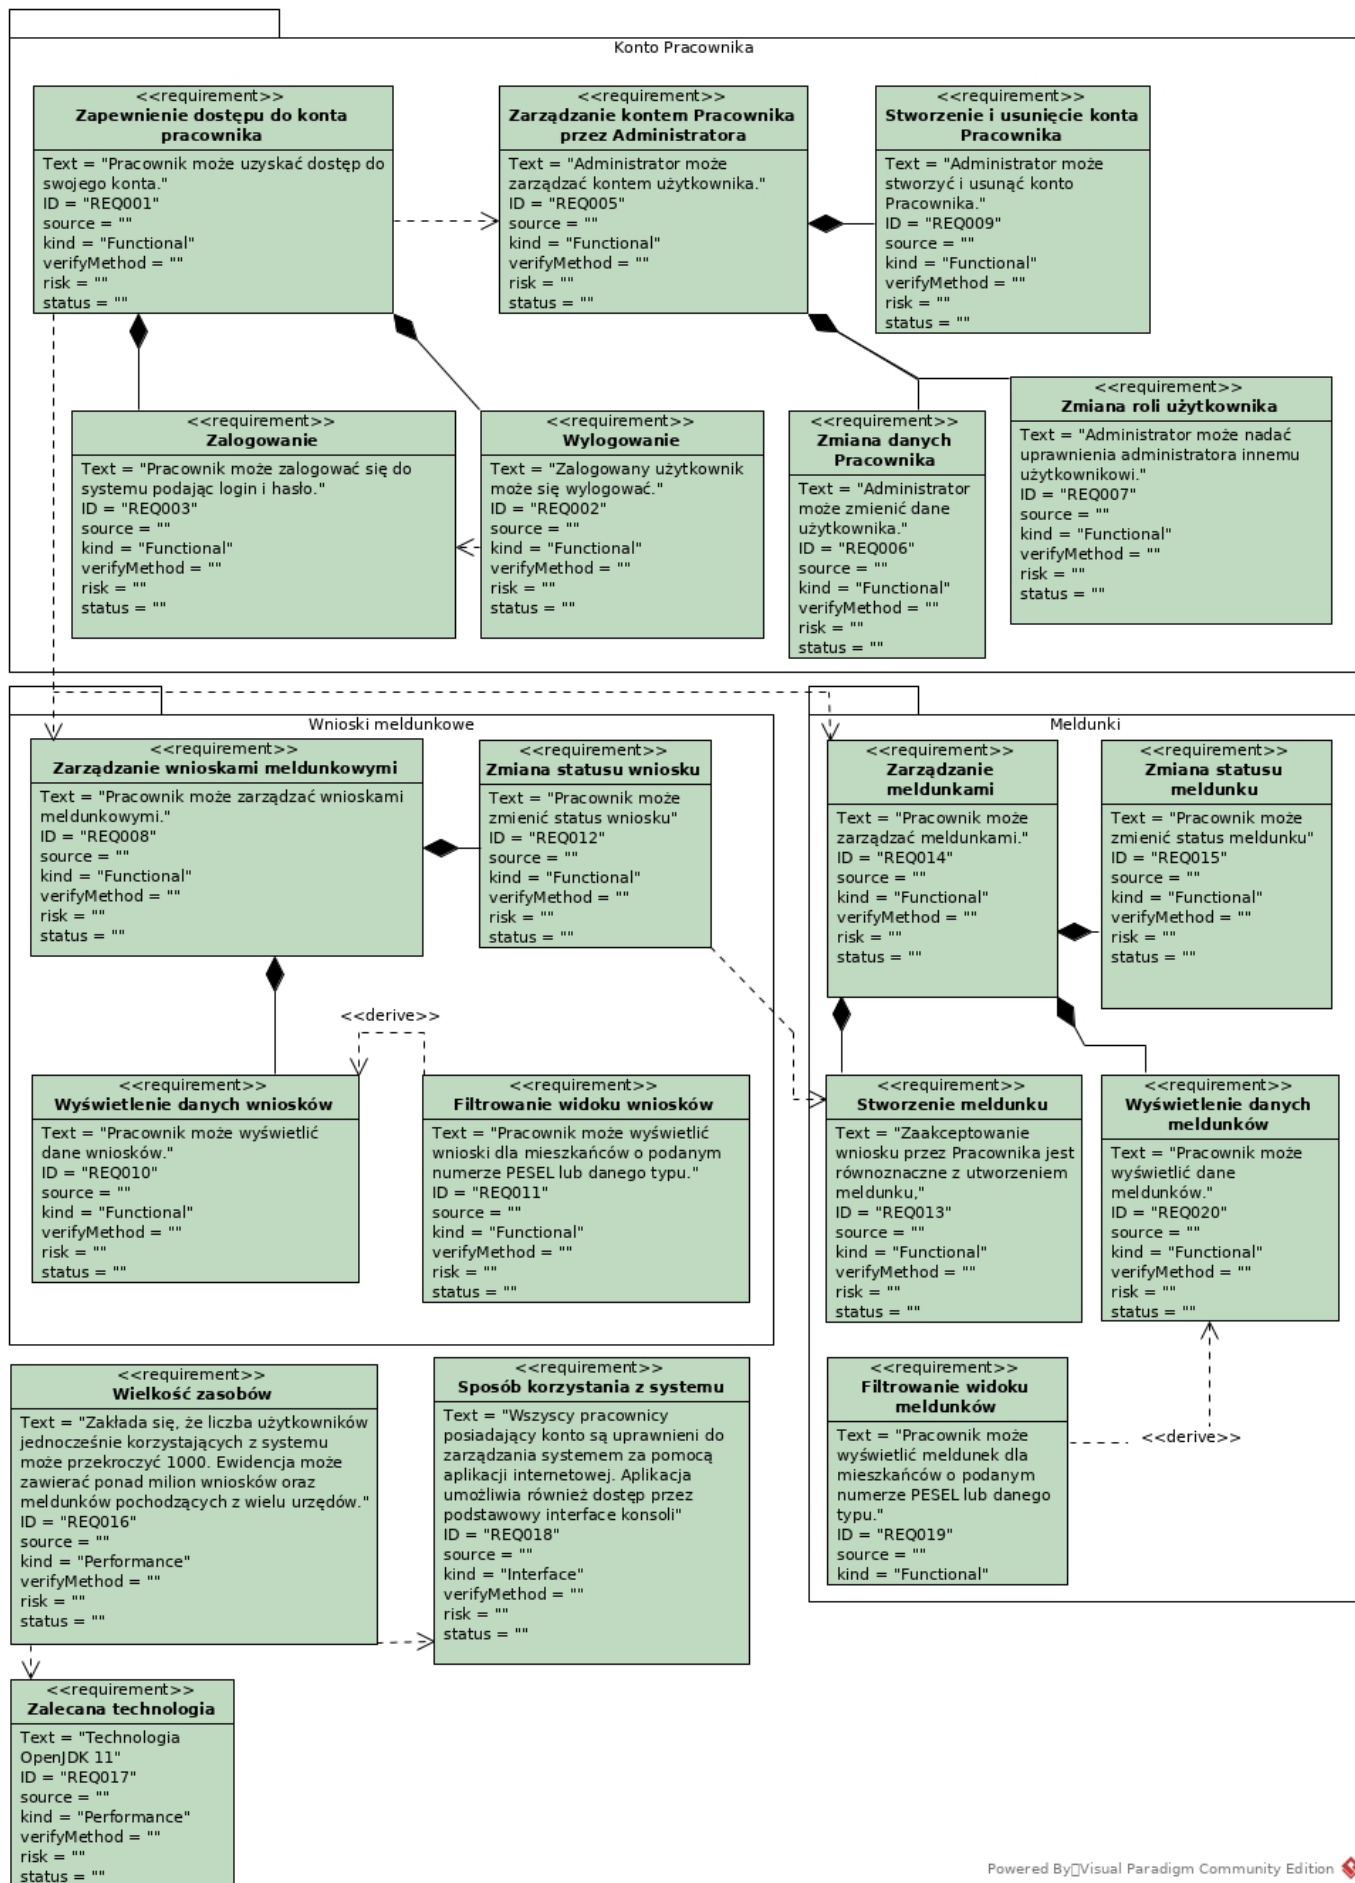 Konto Pracownika
<<requirement>>
Zapewnienie dostępu do konta
pracownika
Text = "Pracownik może uzyskać dostęp do
swojego konta."
ID = "REQ001"
source = ""
kind = "Functional"
verifyMethod = ""
risk = ""
status = ""
<<requirement>>
Zarządzanie kontem Pracownika
przez Administratora
Text = "Administrator może
zarządzać kontem użytkownika."
ID = "REQ005"
source = ""
kind = "Functional"
verifyMethod = ""
risk = ""
status = ""
<<requirement>>
Stworzenie i usunięcie konta
Pracownika
Text = "Administrator może
stworzyć i usunąć konto
Pracownika."
ID = "REQ009"
source = ""
kind = "Functional"
verifyMethod = ""
risk = ""
status = ""
<<requirement>>
Zalogowanie
Text = "Pracownik może zalogować się do
systemu podając login i hasło."
ID = "REQ003"
source = ""
kind = "Functional"
verifyMethod = ""
risk = ""
status = ""
<<requirement>>
Wylogowanie
Text = "Zalogowany użytkownik
może się wylogować."
ID = "REQ002"
source = ""
kind = "Functional"
verifyMethod = ""
risk = ""
status = ""
<<requirement>>
Zmiana danych
Pracownika
Text = "Administrator
może zmienić dane
użytkownika."
ID = "REQ006"
source = ""
kind = "Functional"
verifyMethod = ""
risk = ""
status = ""
<<requirement>>
Zmiana roli użytkownika
Text = "Administrator może nadać
uprawnienia administratora innemu
użytkownikowi."
ID = "REQ007"
source = ""
kind = "Functional"
verifyMethod = ""
risk = ""
status = ""
Wnioski meldunkowe
<<requirement>>
Zarządzanie wnioskami meldunkowymi
Text = "Pracownik może zarządzać wnioskami
meldunkowymi."
ID = "REQ008"
source = ""
kind = "Functional"
verifyMethod = ""
risk = ""
status = ""
<<requirement>>
Zmiana statusu wniosku
Text = "Pracownik może
zmienić status wniosku"
ID = "REQ012"
source = ""
kind = "Functional"
verifyMethod = ""
risk = ""
status = ""
<<derive>>
<<requirement>>
Wyświetlenie danych wniosków
Text = "Pracownik może wyświetlić
dane wniosków."
ID = "REQ010"
source = ""
kind = "Functional"
verifyMethod = ""
risk = ""
status = ""
<<requirement>>
Filtrowanie widoku wniosków
Text = "Pracownik może wyświetlić
wnioski dla mieszkańców o podanym
numerze PESEL lub danego typu."
ID = "REQ011"
source = ""
kind = "Functional"
verifyMethod = ""
risk = ""
status = ""
Meldunki
<<requirement>>
Zarządzanie
meldunkami
Text = "Pracownik może
zarządzać meldunkami."
ID = "REQ014"
source = ""
kind = "Functional"
verifyMethod = ""
risk = ""
status = ""
<<requirement>>
Zmiana statusu
meldunku
Text = "Pracownik może
zmienić status meldunku"
ID = "REQ015"
source = ""
kind = "Functional"
verifyMethod = ""
risk = ""
status = ""
<<requirement>>
Stworzenie meldunku
Text = "Zaakceptowanie
wniosku przez Pracownika jest
równoznaczne z utworzeniem
meldunku,"
ID = "REQ013"
source = ""
kind = "Functional"
verifyMethod = ""
risk = ""
status = ""
<<requirement>>
Wyświetlenie danych
meldunków
Text = "Pracownik może
wyświetlić dane
meldunków."
ID = "REQ020"
source = ""
kind = "Functional"
verifyMethod = ""
risk = ""
status = ""
<<requirement>>
Filtrowanie widoku
meldunków
Text = "Pracownik może
wyświetlić meldunek dla
mieszkańców o podanym
numerze PESEL lub danego
typu."
ID = "REQ019"
source = ""
kind = "Functional"
<<derive>>
<<requirement>>
Wielkość zasobów
Text = "Zakłada się, że liczba użytkowników
jednocześnie korzystających z systemu
może przekroczyć 1000. Ewidencja może
zawierać ponad milion wniosków oraz
meldunków pochodzących z wielu urzędów."
ID = "REQ016"
source = ""
kind = "Performance"
verifyMethod = ""
risk = ""
status = ""
<<requirement>>
Sposób korzystania z systemu
Text = "Wszyscy pracownicy
posiadający konto są uprawnieni do
zarządzania systemem za pomocą
aplikacji internetowej. Aplikacja
umożliwia również dostęp przez
podstawowy interface konsoli"
ID = "REQ018"
source = ""
kind = "Interface"
verifyMethod = ""
risk = ""
status = ""
<<requirement>>
Zalecana technologia
Text = "Technologia
OpenJDK 11"
ID = "REQ017"
source = ""
kind = "Performance"
verifyMethod = ""
risk = ""
status = ""
Powered By Visual Paradigm Community Edition